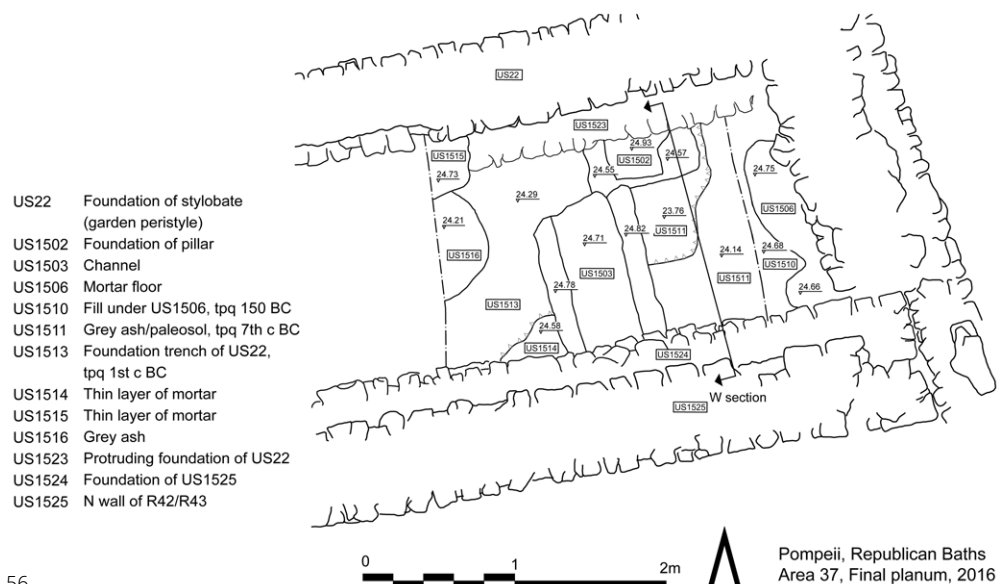 US22
US1523
US1515
24.93
US1502
24.57
24.55
24.73
24.75
24.29
US1506
24.21
23.76
US1511
24.82
24.71
US1516
US1503
24.14
24.68
US1510
US1511
24.78
24.66
US1513
24.58
US1514
US1524
W section
US1525
US22 Foundation of stylobate
(garden peristyle)
US1502 Foundation of pillar
US1503 Channel
US1506 Mortar floor
US1510 Fill under US1506, tpq 150 BC
US1511 Grey ash/paleosol, tpq 7th c BC
US1513 Foundation trench of US22,
tpq 1st c BC
US1514 Thin layer of mortar
US1515 Thin layer of mortar
US1516 Grey ash
US1523 Protruding foundation of US22
US1524 Foundation of US1525
US1525 N wall of R42/R43
0 1 2m
Pompeii, Republican Baths
Area 37, Final planum, 2016
56